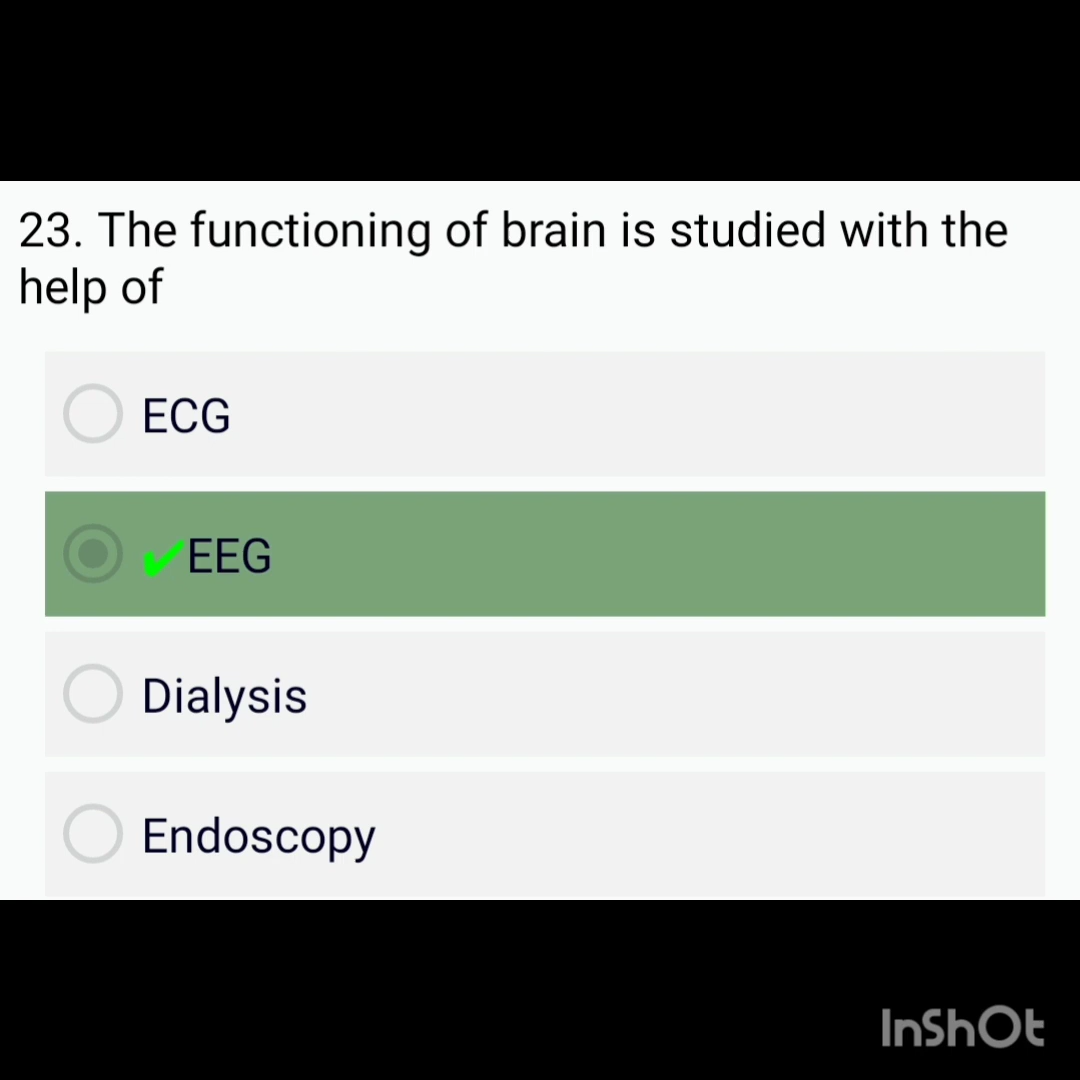 23. The functioning of brain is studied with the
help of
ECG
✔EEG
Dialysis
Endoscopy
InShOt